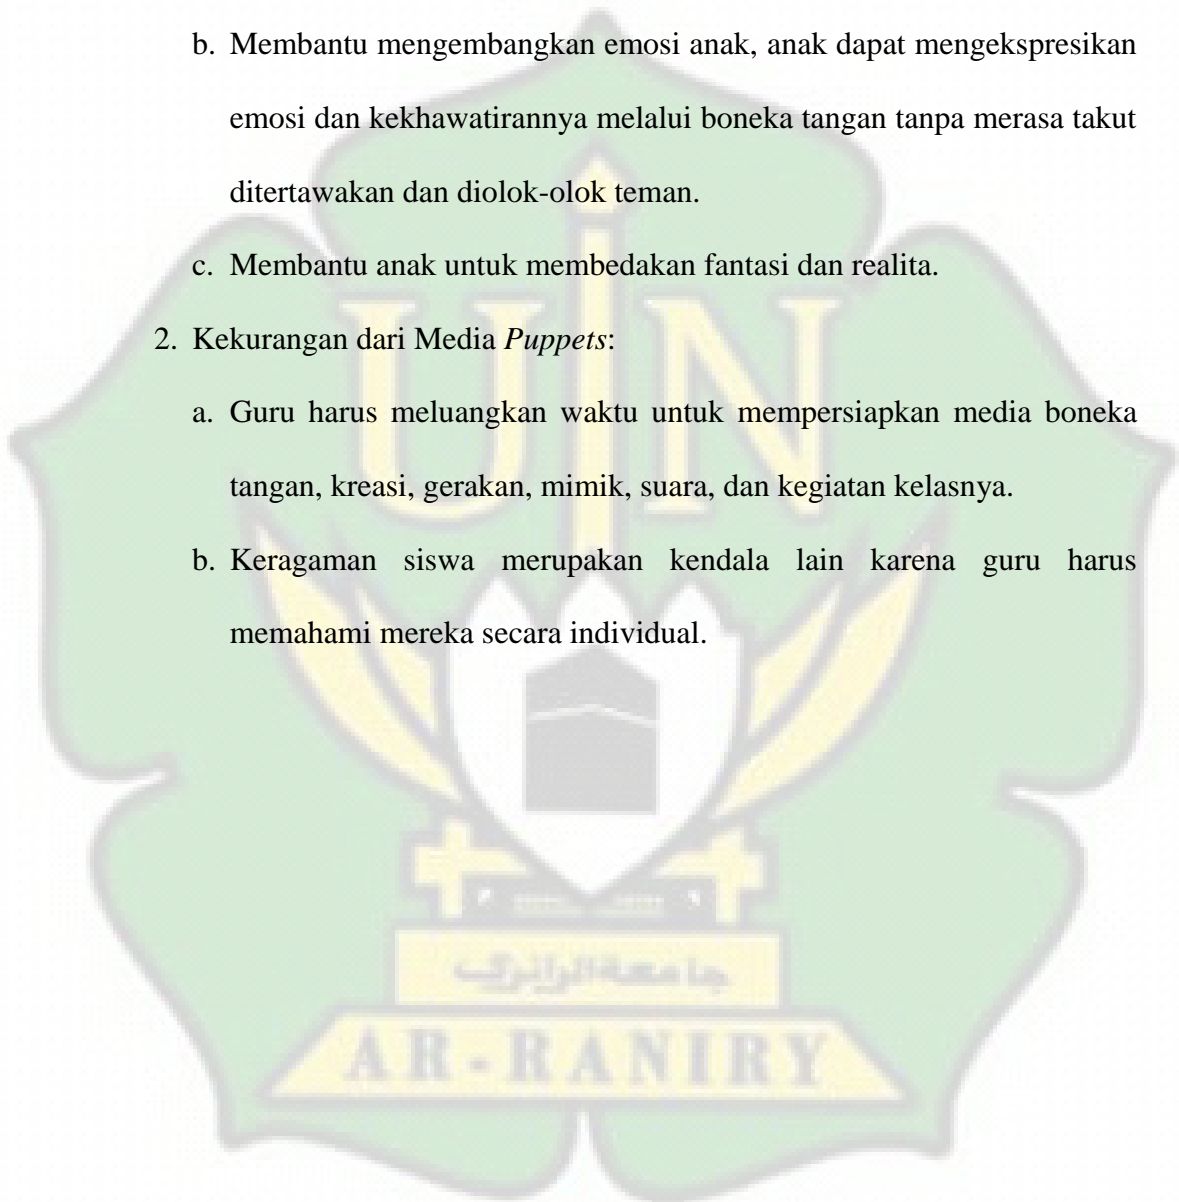 b. Membantu mengembangkan emosi anak, anak dapat mengekspresikan
emosi dan kekhawatirannya melalui boneka tangan tanpa merasa takut
ditertawakan dan diolok-olok teman.
c. Membantu anak untuk membedakan fantasi dan realita.
2. Kekurangan dari Media Puppets:
a. Guru harus meluangkan waktu untuk mempersiapkan media boneka
tangan, kreasi, gerakan, mimik, suara, dan kegiatan kelasnya.
b. Keragaman siswa merupakan kendala lain karena guru harus
memahami mereka secara individual.
UIN
جامعة الرانري
AR-RANIRY